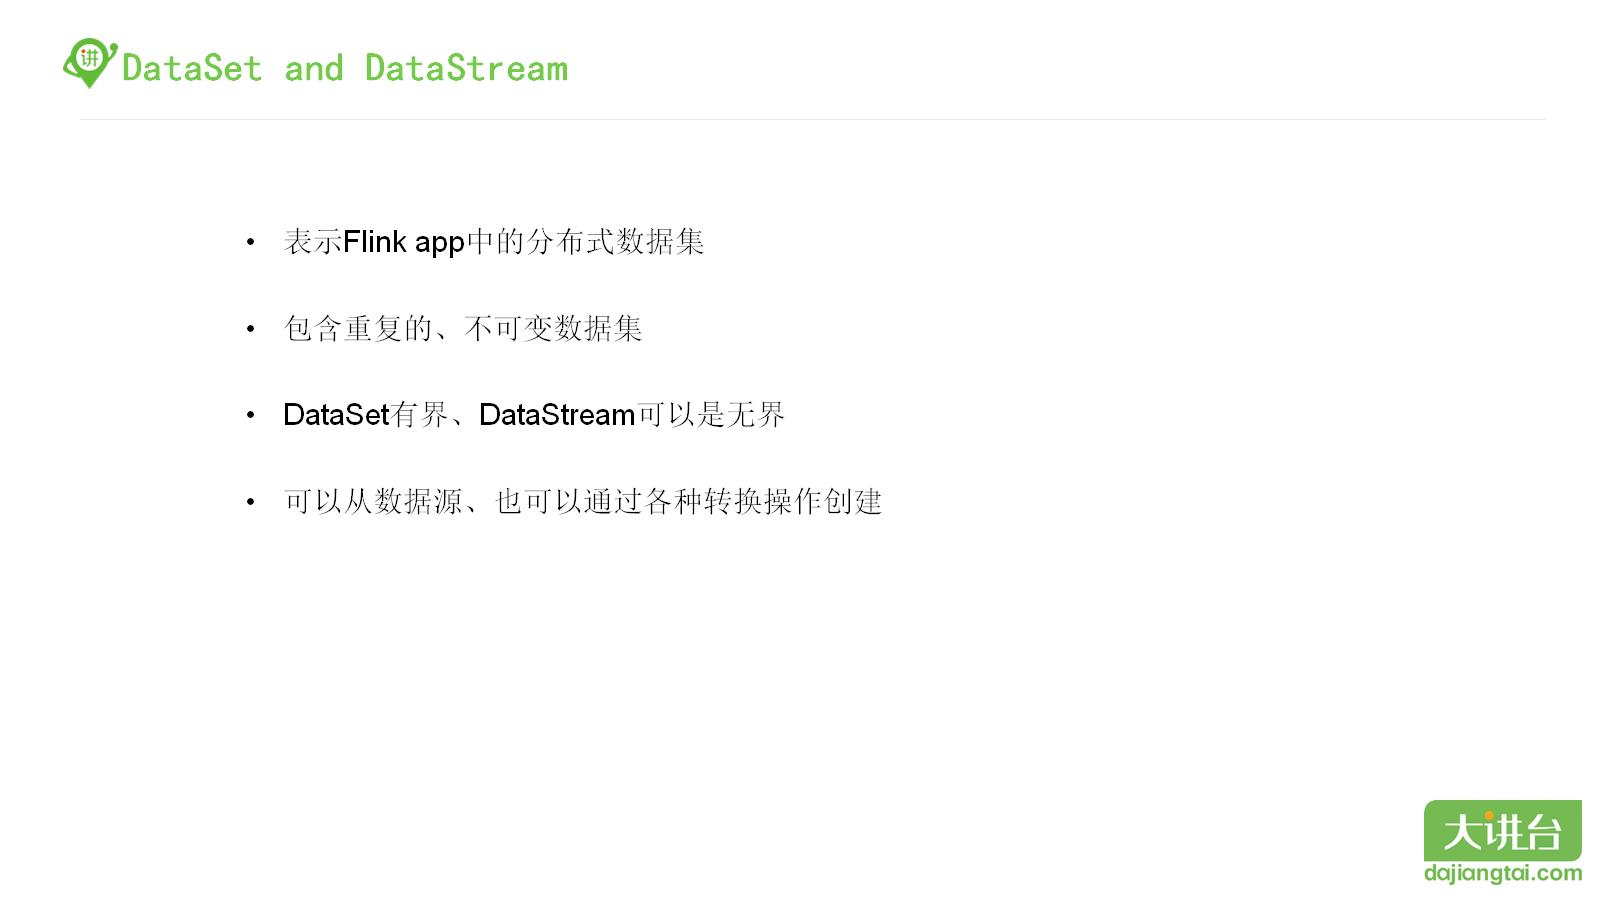 讲
DataSet and DataStream
• 表示Flink app中的分布式数据集
• 包含重复的、不可变数据集
• DataSet有界、DataStream可以是无界
• 可以从数据源、也可以通过各种转换操作创建
大讲台
dajiangtai.com